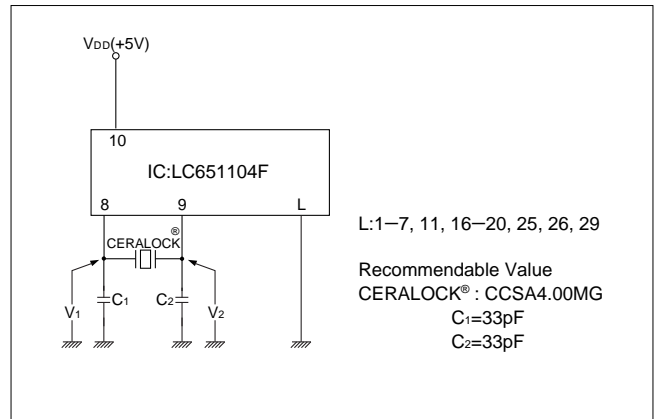 VDD(+5V)
10
IC:LC651104F
8 9 L
CERALOCK®
V1 C1 C2 V2
L:1–7, 11, 16–20, 25, 26, 29
Recommendable Value
CERALOCK® : CCSA4.00MG
C1=33pF
C2=33pF